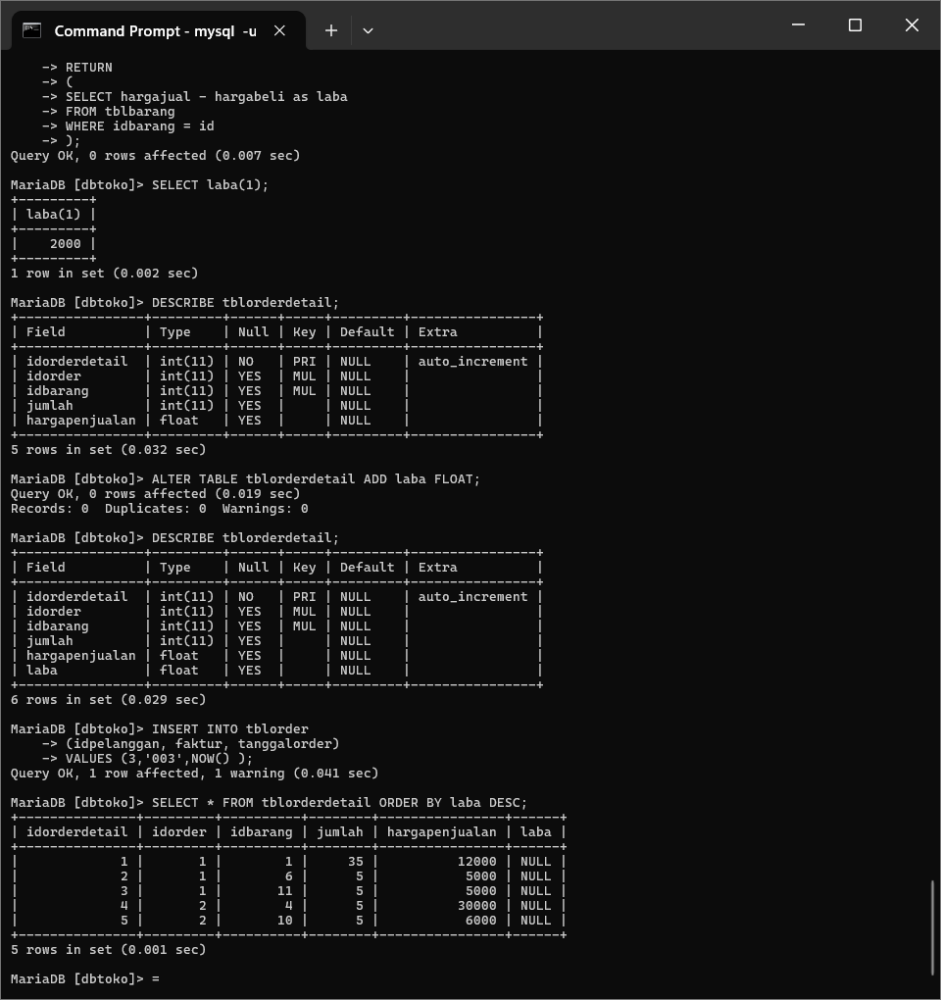 Command Prompt - mysql  -u
    -> RETURN
    -> (
    -> SELECT hargajual - hargabeli as laba
    -> FROM tblbarang
    -> WHERE idbarang = id
    -> );
Query OK, 0 rows affected (0.007 sec)

MariaDB [dbtoko]> SELECT laba(1);
+---------+
| laba(1) |
+---------+
|    2000 |
+---------+
1 row in set (0.002 sec)

MariaDB [dbtoko]> DESCRIBE tblorderdetail;
+----------------+---------+------+-----+---------+----------------+
| Field          | Type    | Null | Key | Default | Extra          |
+----------------+---------+------+-----+---------+----------------+
| idorderdetail  | int(11) | NO   | PRI | NULL    | auto_increment |
| idorder        | int(11) | YES  | MUL | NULL    |                |
| idbarang       | int(11) | YES  | MUL | NULL    |                |
| jumlah         | int(11) | YES  |     | NULL    |                |
| hargapenjualan | float   | YES  |     | NULL    |                |
+----------------+---------+------+-----+---------+----------------+
5 rows in set (0.032 sec)

MariaDB [dbtoko]> ALTER TABLE tblorderdetail ADD laba FLOAT;
Query OK, 0 rows affected (0.019 sec)
Records: 0  Duplicates: 0  Warnings: 0

MariaDB [dbtoko]> DESCRIBE tblorderdetail;
+----------------+---------+------+-----+---------+----------------+
| Field          | Type    | Null | Key | Default | Extra          |
+----------------+---------+------+-----+---------+----------------+
| idorderdetail  | int(11) | NO   | PRI | NULL    | auto_increment |
| idorder        | int(11) | YES  | MUL | NULL    |                |
| idbarang       | int(11) | YES  | MUL | NULL    |                |
| jumlah         | int(11) | YES  |     | NULL    |                |
| hargapenjualan | float   | YES  |     | NULL    |                |
| laba           | float   | YES  |     | NULL    |                |
+----------------+---------+------+-----+---------+----------------+
6 rows in set (0.029 sec)

MariaDB [dbtoko]> INSERT INTO tblorder
    -> (idpelanggan, faktur, tanggalorder)
    -> VALUES (3,'003',NOW() );
Query OK, 1 row affected, 1 warning (0.041 sec)

MariaDB [dbtoko]> SELECT * FROM tblorderdetail ORDER BY laba DESC;
+---------------+---------+----------+--------+----------------+------+
| idorderdetail | idorder | idbarang | jumlah | hargapenjualan | laba |
+---------------+---------+----------+--------+----------------+------+
|             1 |       1 |        1 |     35 |          12000 | NULL |
|             2 |       1 |        6 |      5 |           5000 | NULL |
|             3 |       1 |       11 |      5 |           5000 | NULL |
|             4 |       2 |        4 |      5 |          30000 | NULL |
|             5 |       2 |       10 |      5 |           6000 | NULL |
+---------------+---------+----------+--------+----------------+------+
5 rows in set (0.001 sec)

MariaDB [dbtoko]> =